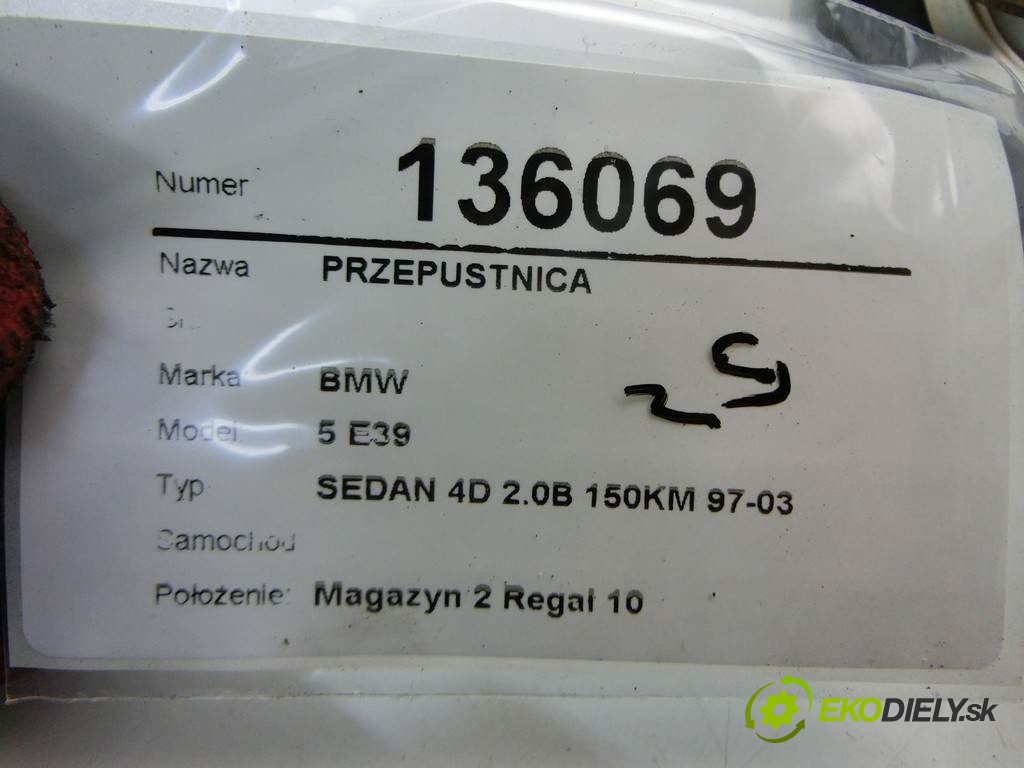 Numer 136069
Nazwa PRZEPUSTNICA
Marka BMW
Model 5 E39
Typ SEDAN 4D 2.0B 150KM 97-03
Samochód
Położenie: Magazyn 2 Regał 10
EKODIELY.sk